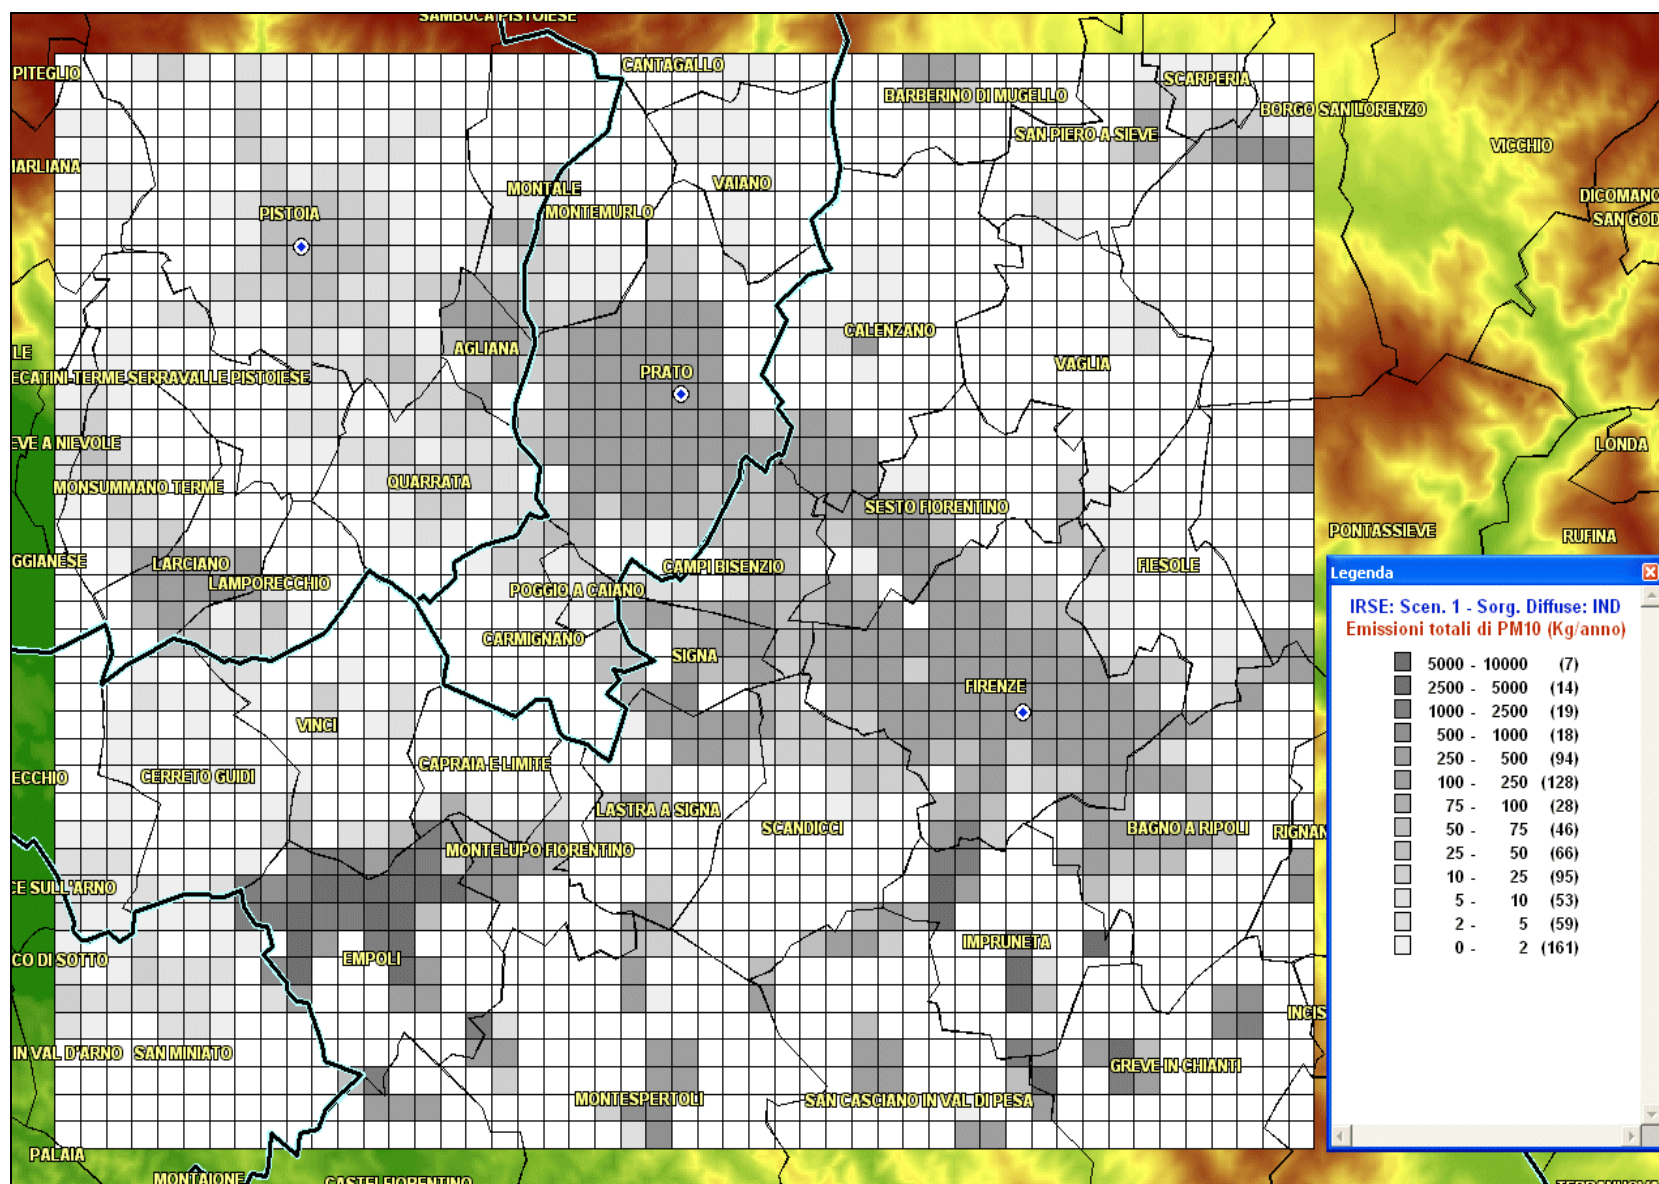 SAMBUCA PISTOIESE
CANTAGALLO
PITEGLIO
SCARPERIA
BARBERINO DI MUGELLO
BORGO SAN LORENZO
SAN PIERO A SIEVE
VICCHIO
MARLIANA
MONTALE
VAIANO
DICOMANO
PISTOIA
MONTEMURLO
SAN GOD
CALENZANO
LE
AGLIANA
VAGLIA
PRATO
ECATINI-TERME SERRAVALLE PISTOIESE
EVE A NIEVOLE
LONDA
MONSUMMANO TERME
QUARRATA
SESTO FIORENTINO
PONTASSIEVE
RUFINA
GGIANESE
LARCIANO
CAMPI BISENZIO
FIESOLE
LAMPORECCHIO
POGGIO A CAIANO
CARMIGNANO
SIGNA
FIRENZE
VINCI
CAPRAIA E LIMITE
ECCHIO
CERRETO GUIDI
LASTRA A SIGNA
SCANDICCI
BAGNO A RIPOLI
RIGNAN
MONTELUPO FIORENTINO
CE SULL'ARNO
IMPRUNETA
CO DI SOTTO
EMPOLI
INCIS
IN VAL D'ARNO
SAN MINIATO
GREVE IN CHIANTI
MONTESPERTOLI
SAN CASCIANO IN VAL DI PESA
PALAIA
MONTAIONE
CASTELFIORENTINO
TERRANUOVA
Legenda
IRSE: Scen. 1 - Sorg. Diffuse: IND
Emissioni totali di PM10 (Kg/anno)
5000 - 10000 (7)
2500 - 5000 (14)
1000 - 2500 (19)
500 - 1000 (18)
250 - 500 (94)
100 - 250 (128)
75 - 100 (28)
50 - 75 (46)
25 - 50 (66)
10 - 25 (95)
5 - 10 (53)
2 - 5 (59)
0 - 2 (161)